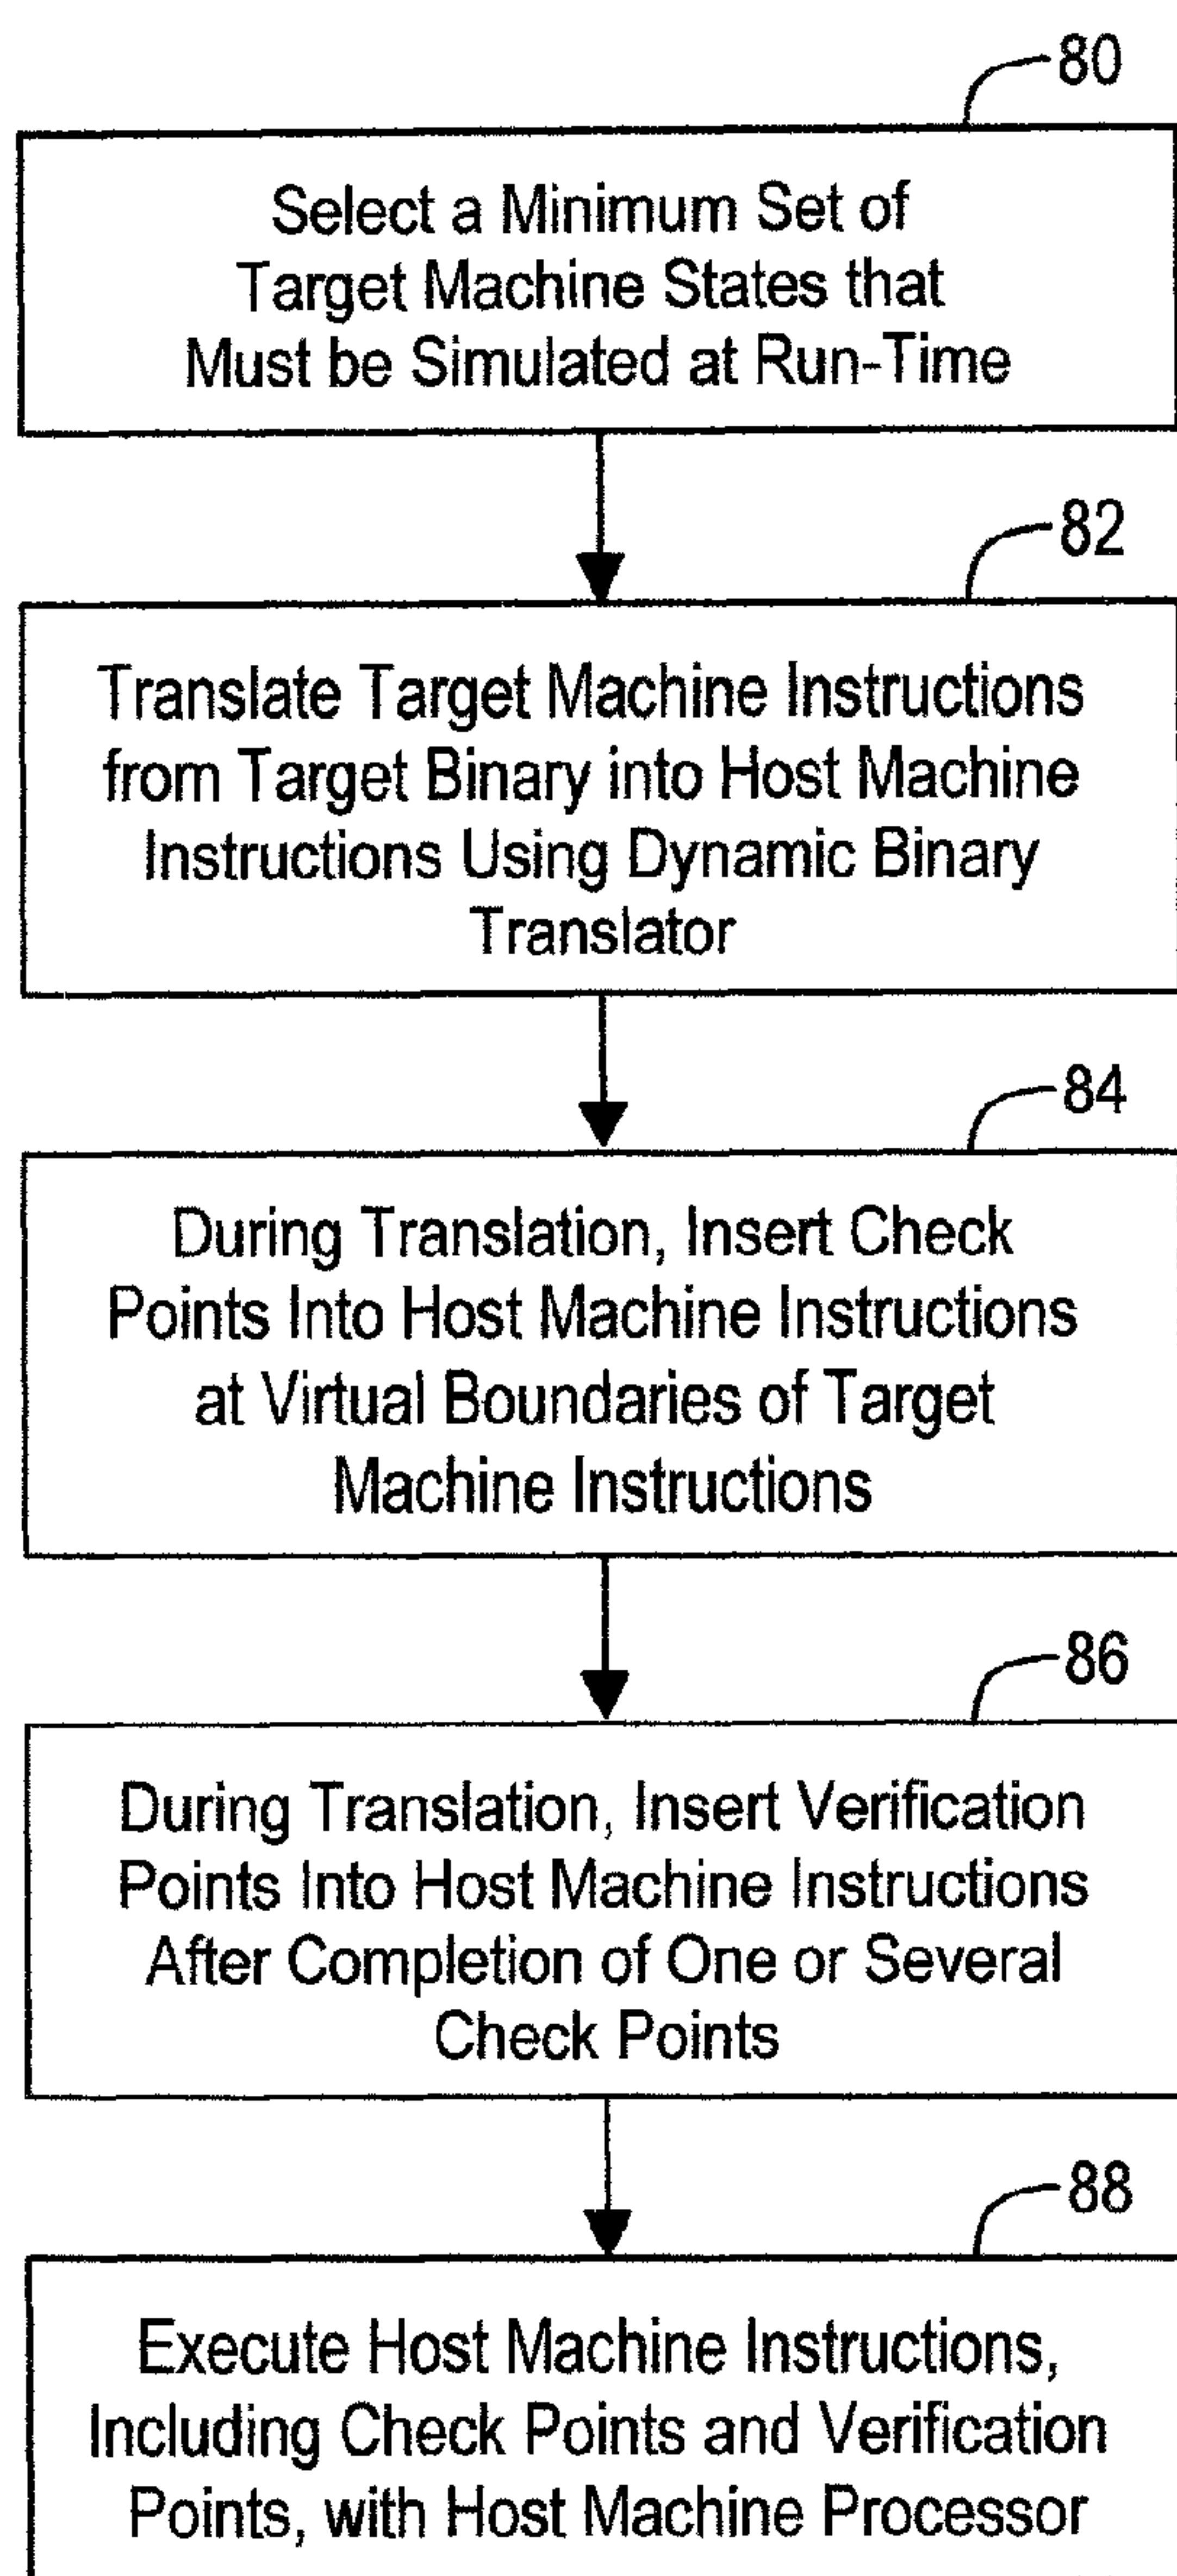 80
Select a Minimum Set of
Target Machine States that
Must be Simulated at Run-Time
82
Translate Target Machine Instructions
from Target Binary into Host Machine
Instructions Using Dynamic Binary
Translator
84
During Translation, Insert Check
Points Into Host Machine Instructions
at Virtual Boundaries of Target
Machine Instructions
86
During Translation, Insert Verification
Points Into Host Machine Instructions
After Completion of One or Several
Check Points
88
Execute Host Machine Instructions,
Including Check Points and Verification
Points, with Host Machine Processor